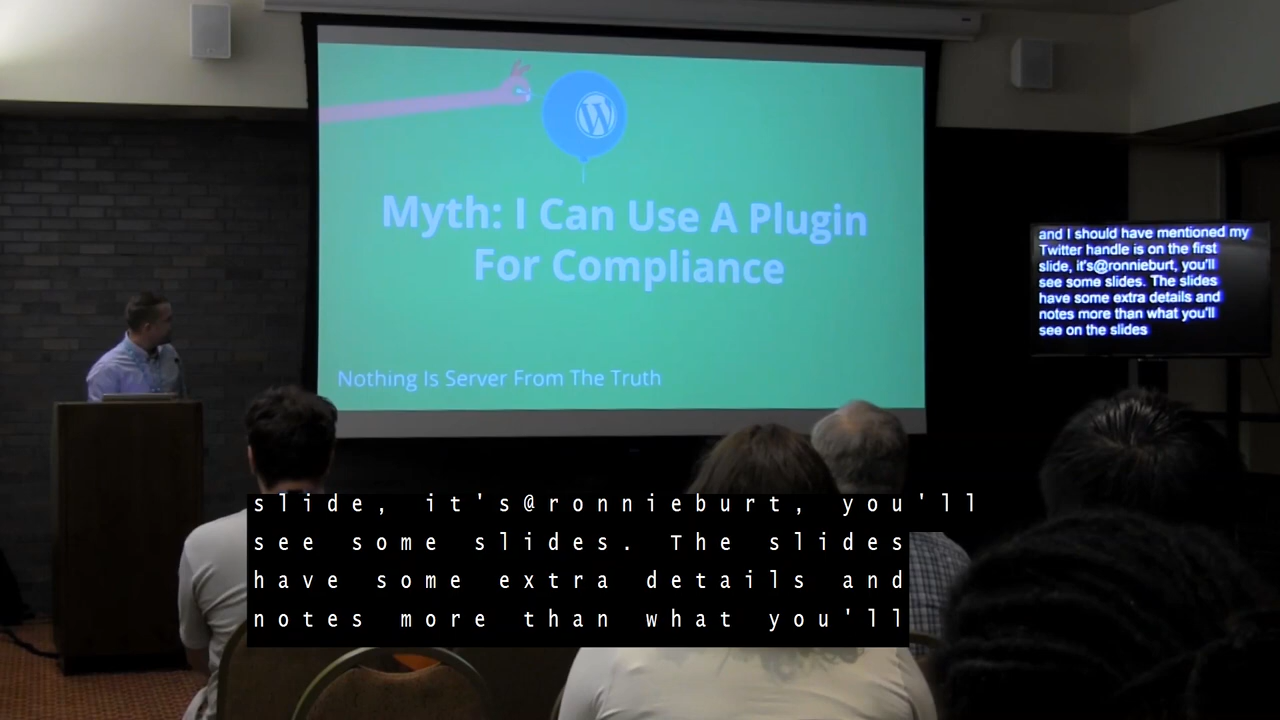 Myth: I Can Use A Plugin
For Compliance
Nothing Is Server From The Truth
and I should have mentioned my
Twitter handle is on the first
slide, it's@ronnieburt, you'll
see some slides. The slides
have some extra details and
notes more than what you'll
see on the slides
slide, it's@ronnieburt, you'll
see some slides. The slides
have some extra details and
notes more than what you'll